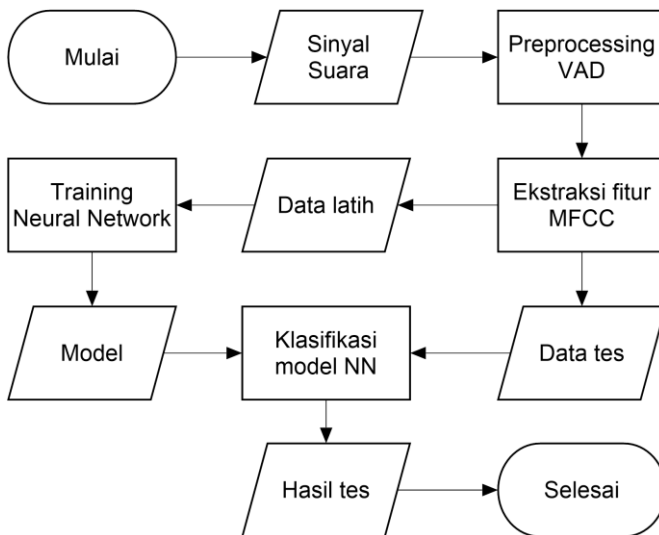 Mulai
Sinyal
Suara
Preprocessing
VAD
Training
Neural Network
Data latih
Ekstraksi fitur
MFCC
Model
Klasifikasi
model NN
Data tes
Hasil tes
Selesai